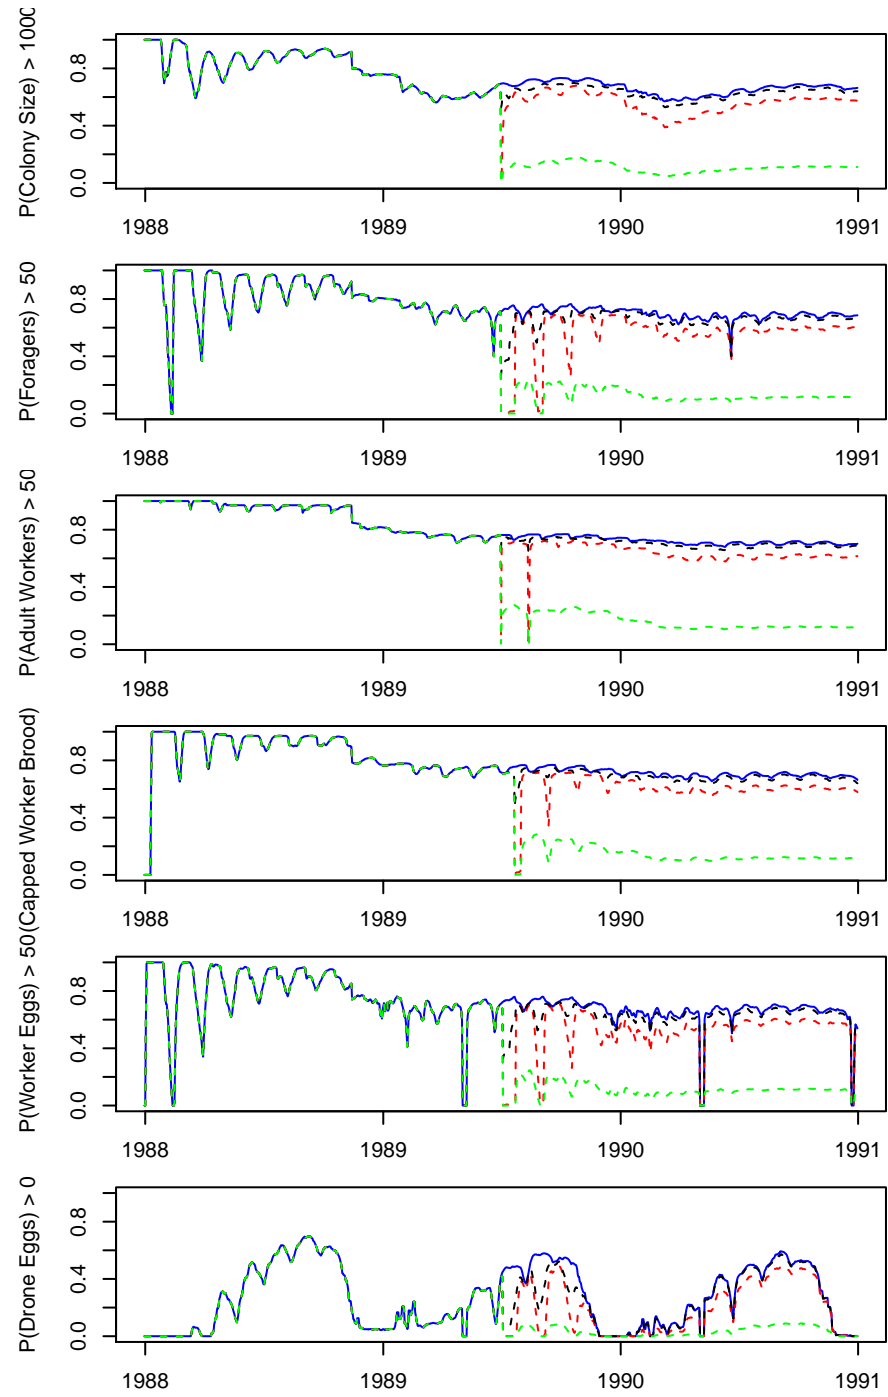 P(Colony Size) > 1000
0.0 0.4 0.8
1988 1989 1990 1991
P(Foragers) > 50
0.0 0.4 0.8
1988 1989 1990 1991
P(Adult Workers) > 50
0.0 0.4 0.8
1988 1989 1990 1991
(Capped Worker Brood)
0.0 0.4 0.8
1988 1989 1990 1991
P(Worker Eggs) > 50
0.0 0.4 0.8
1988 1989 1990 1991
P(Drone Eggs) > 0
0.0 0.4 0.8
1988 1989 1990 1991